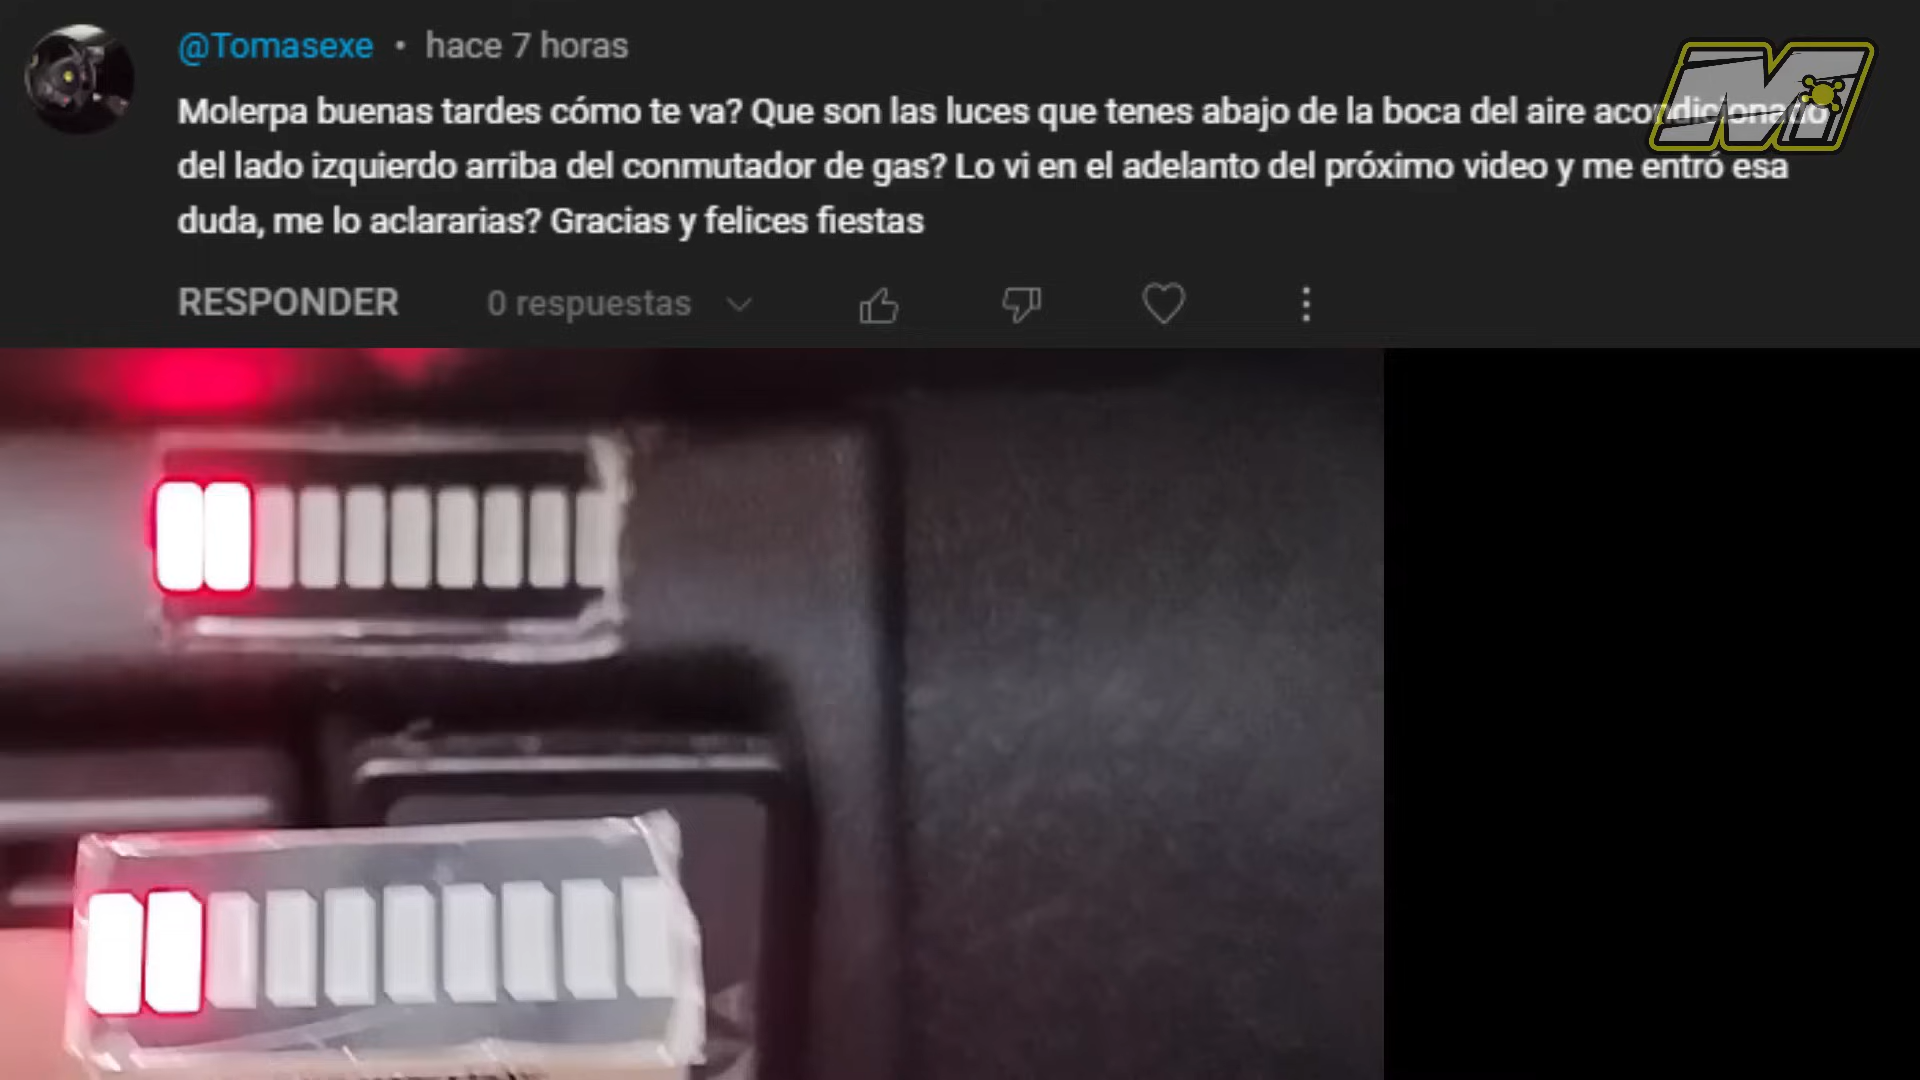 @Tomasexe • hace 7 horas
Molerpa buenas tardes cómo te va? Que son las luces que tenes abajo de la boca del aire acondicionado
del lado izquierdo arriba del conmutador de gas? Lo vi en el adelanto del próximo video y me entró esa
duda, me lo aclararias? Gracias y felices fiestas
RESPONDER 0 respuestas